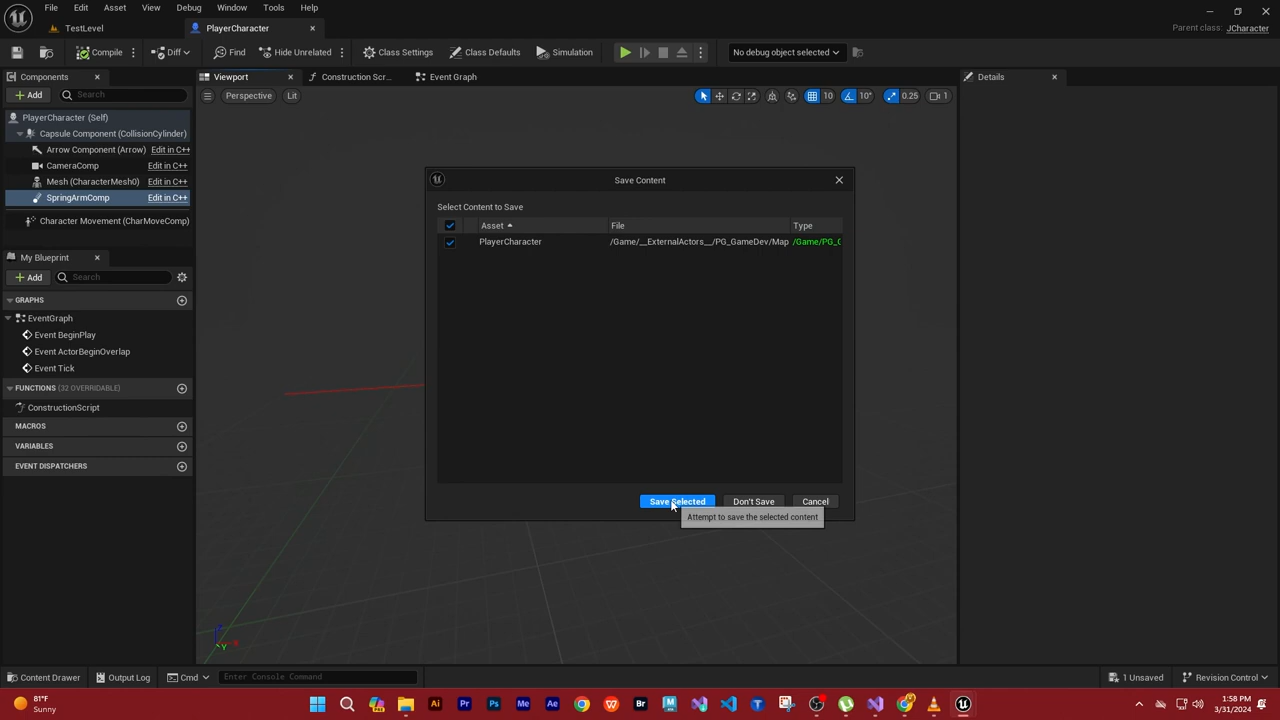 File Edit Asset View Debug Window Tools Help
TestLevel
PlayerCharacter
Parent class: JCharacter
Compile Diff Find Hide Unrelated Class Settings Class Defaults Simulation No debug object selected
Components
Viewport
Construction Scr...
Event Graph
Details
Add
Search
Perspective
Lit
10
10°
0.25
1
PlayerCharacter (Self)
Capsule Component (CollisionCylinder)
Arrow Component (Arrow) Edit in C++
CameraComp Edit in C++
Mesh (CharacterMesh0) Edit in C++
SpringArmComp Edit in C++
Character Movement (CharMoveComp)
My Blueprint
Add
Search
GRAPHS
EventGraph
Event BeginPlay
Event ActorBeginOverlap
Event Tick
FUNCTIONS (32 OVERRIDABLE)
ConstructionScript
MACROS
VARIABLES
EVENT DISPATCHERS
Save Content
Select Content to Save
Asset File Type
PlayerCharacter /Game/__ExternalActors__/PG_GameDev/Map /Game/PG_
Save Selected Don't Save Cancel
Attempt to save the selected content
Content Drawer Output Log Cmd Enter Console Command 1 Unsaved Revision Control
81°F
Sunny
Ai Pr Ps Me Ae Br
1:58 PM
3/31/2024